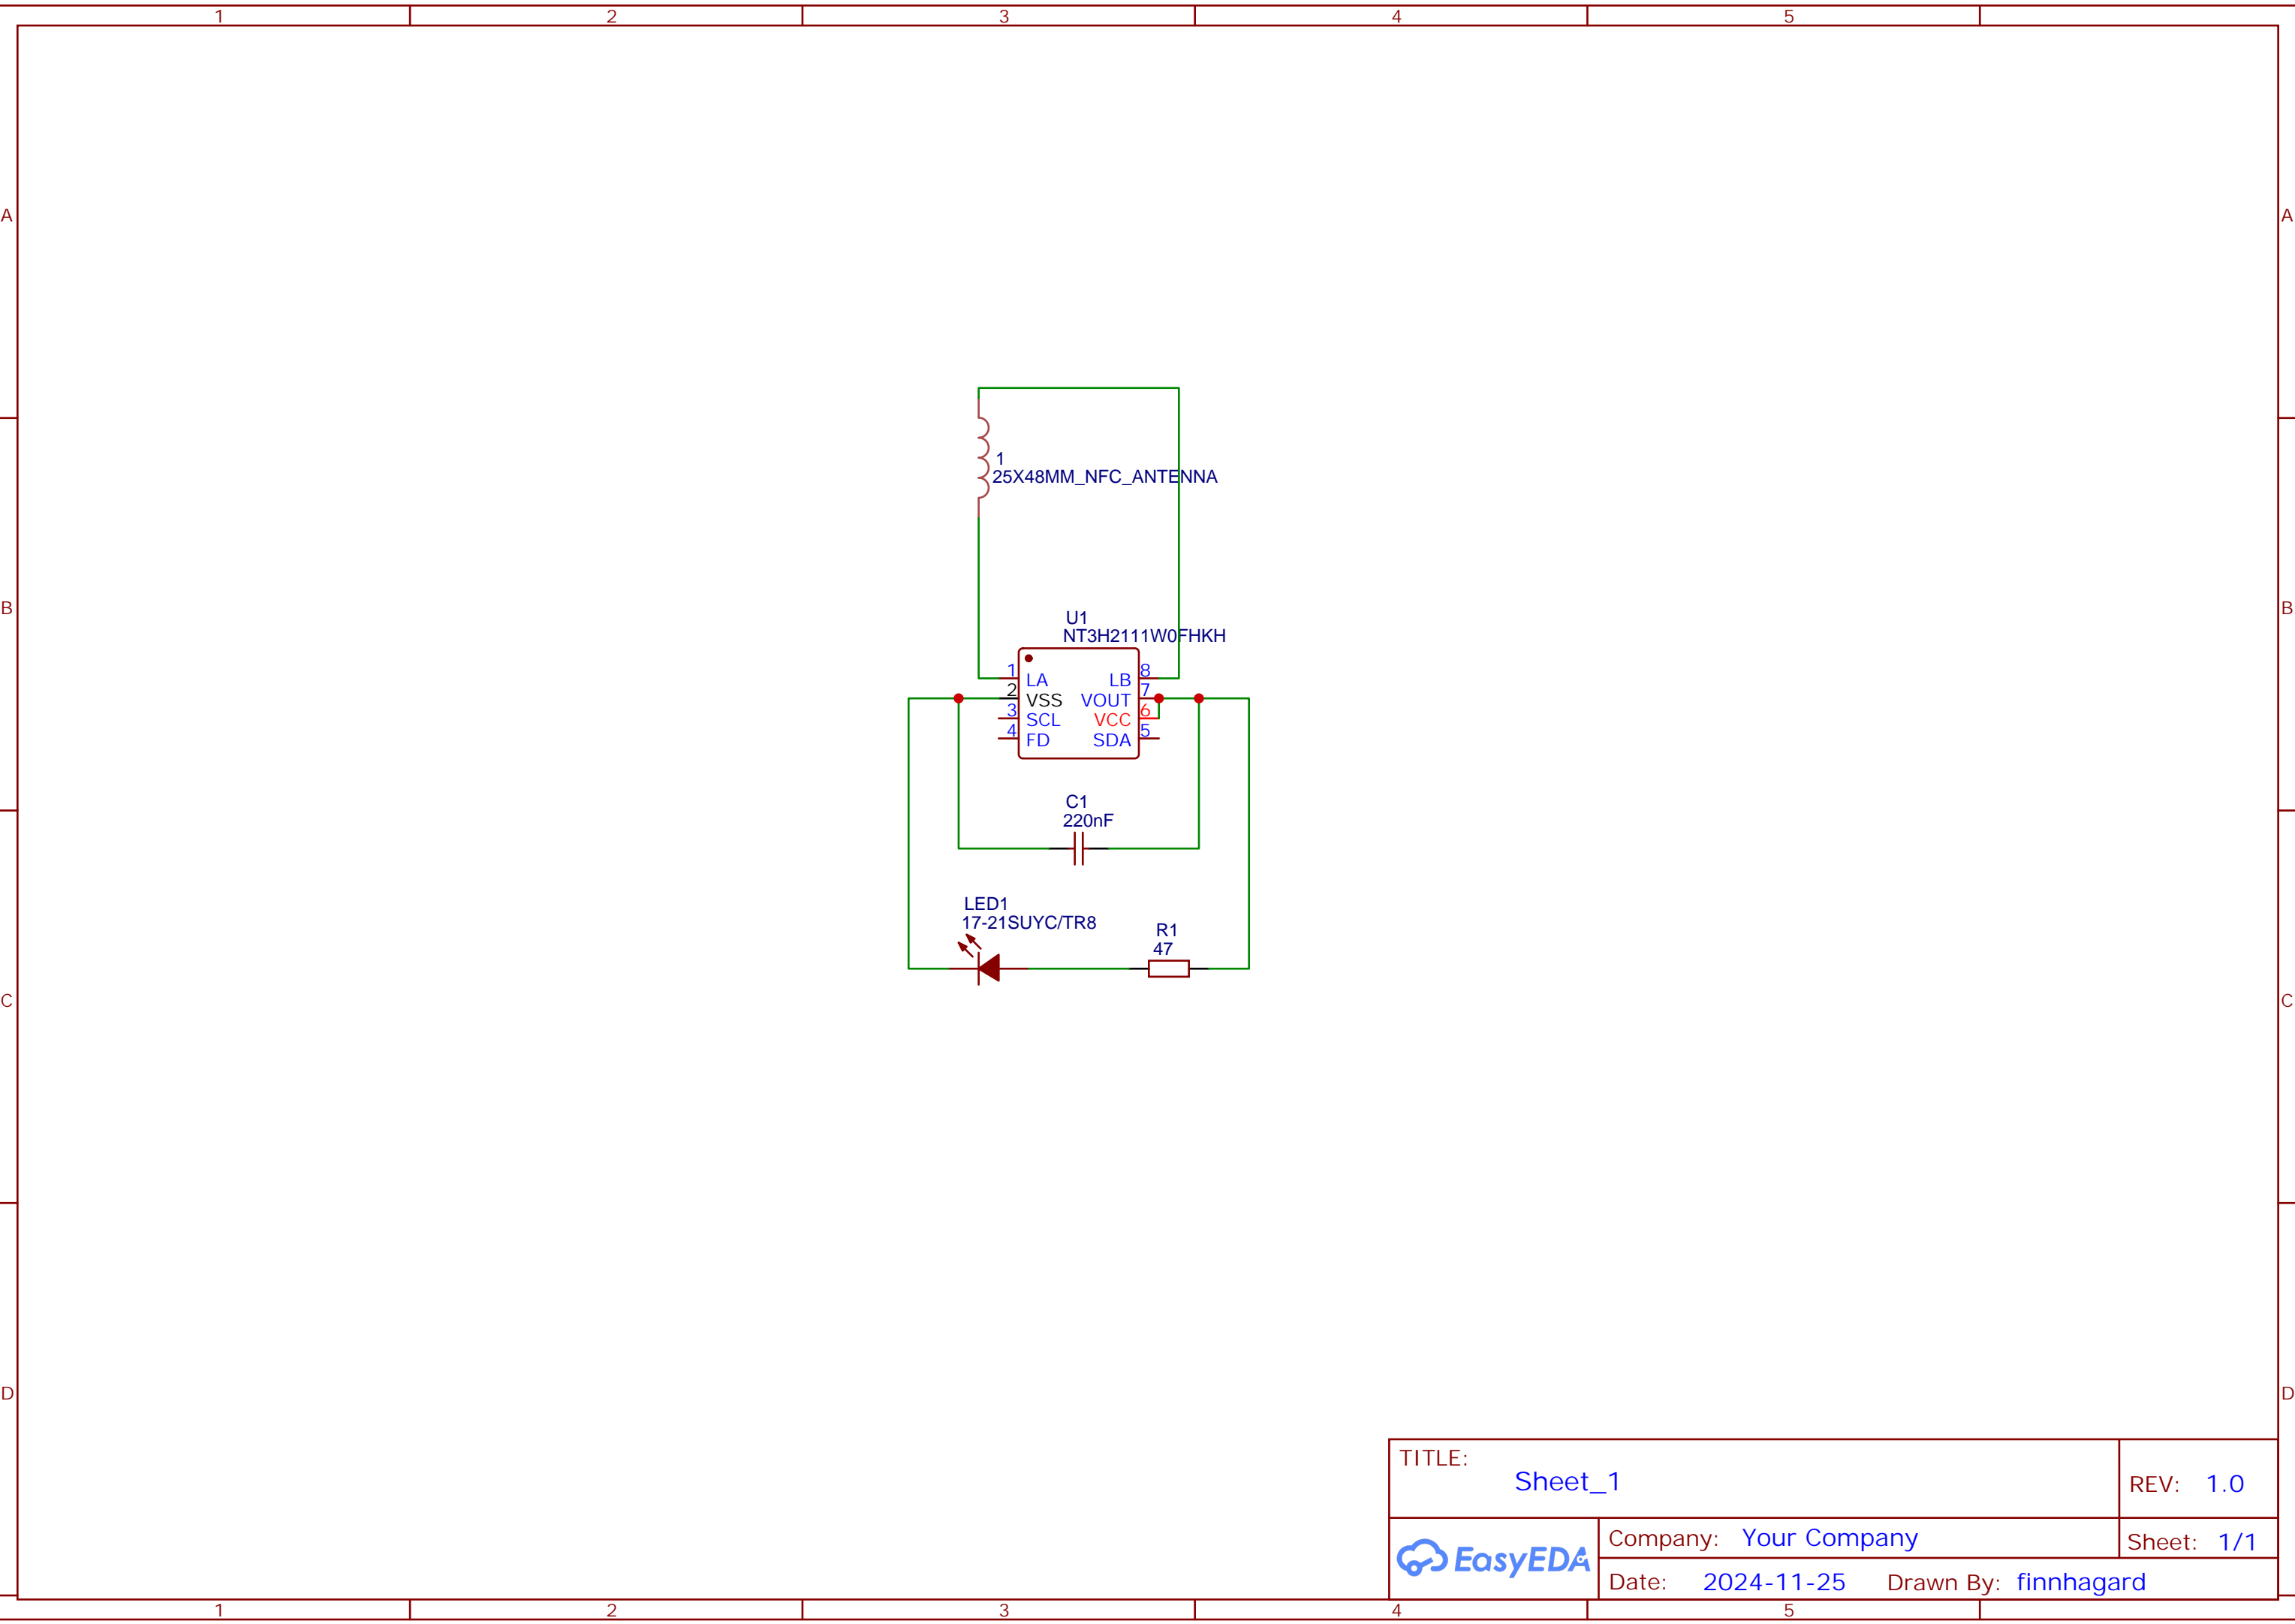 1 2 3 4 5
A A
1
25X48MM_NFC_ANTENNA
B B
U1
NT3H2111W0FHKH
1 LA LB 8
2 VSS VOUT 7
3 SCL VCC 6
4 FD SDA 5
C1
220nF
LED1
17-21SUYC/TR8
R1
47
C C
D D
TITLE:
Sheet_1
REV: 1.0
EasyEDA
Company: Your Company
Sheet: 1/1
Date: 2024-11-25 Drawn By: finnhagard
1 2 3 4 5